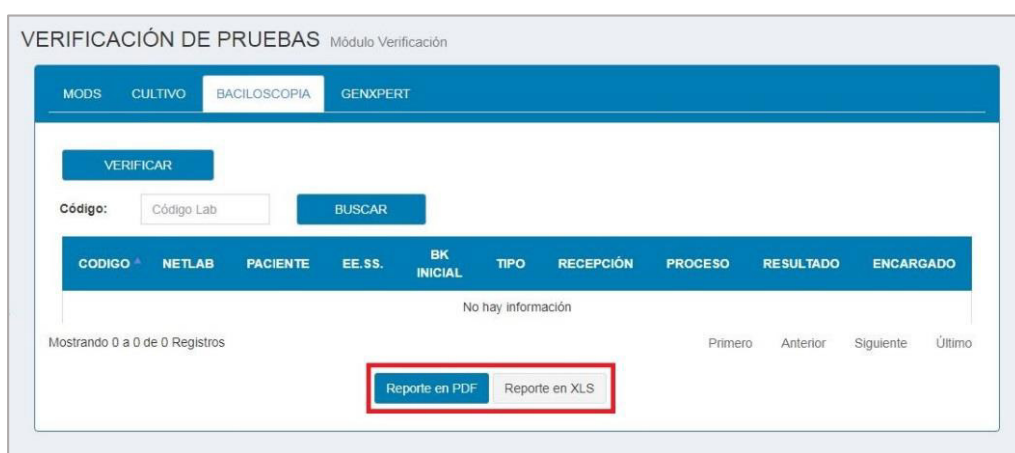 VERIFICACIÓN DE PRUEBAS Módulo Verificación
MODS CULTIVO BACILOSCOPIA GENXPERT
VERIFICAR
Código: Código Lab BUSCAR
CODIGO NETLAB PACIENTE EE.SS. BK INICIAL TIPO RECEPCIÓN PROCESO RESULTADO ENCARGADO
No hay información
Mostrando 0 a 0 de 0 Registros Primero Anterior Siguiente Último
Reporte en PDF Reporte en XLS